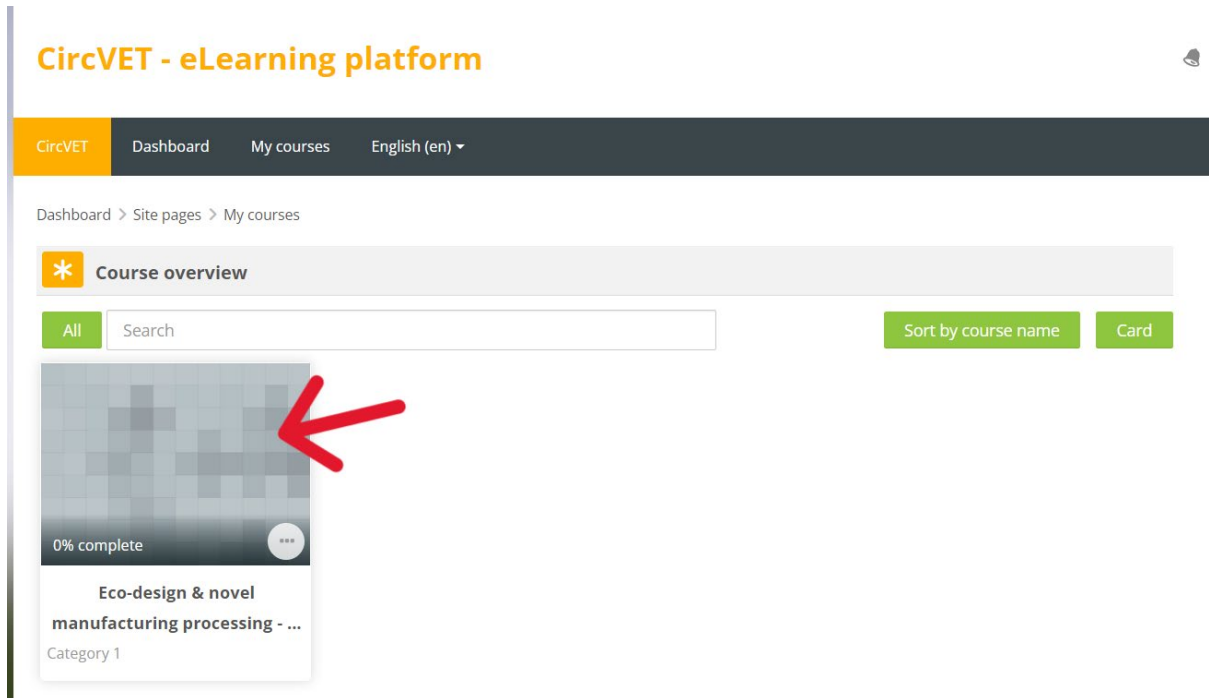 CircVET - eLearning platform
CircVET Dashboard My courses English (en)
Dashboard > Site pages > My courses
Course overview
All Search Sort by course name Card
0% complete
Eco-design & novel
manufacturing processing - ...
Category 1